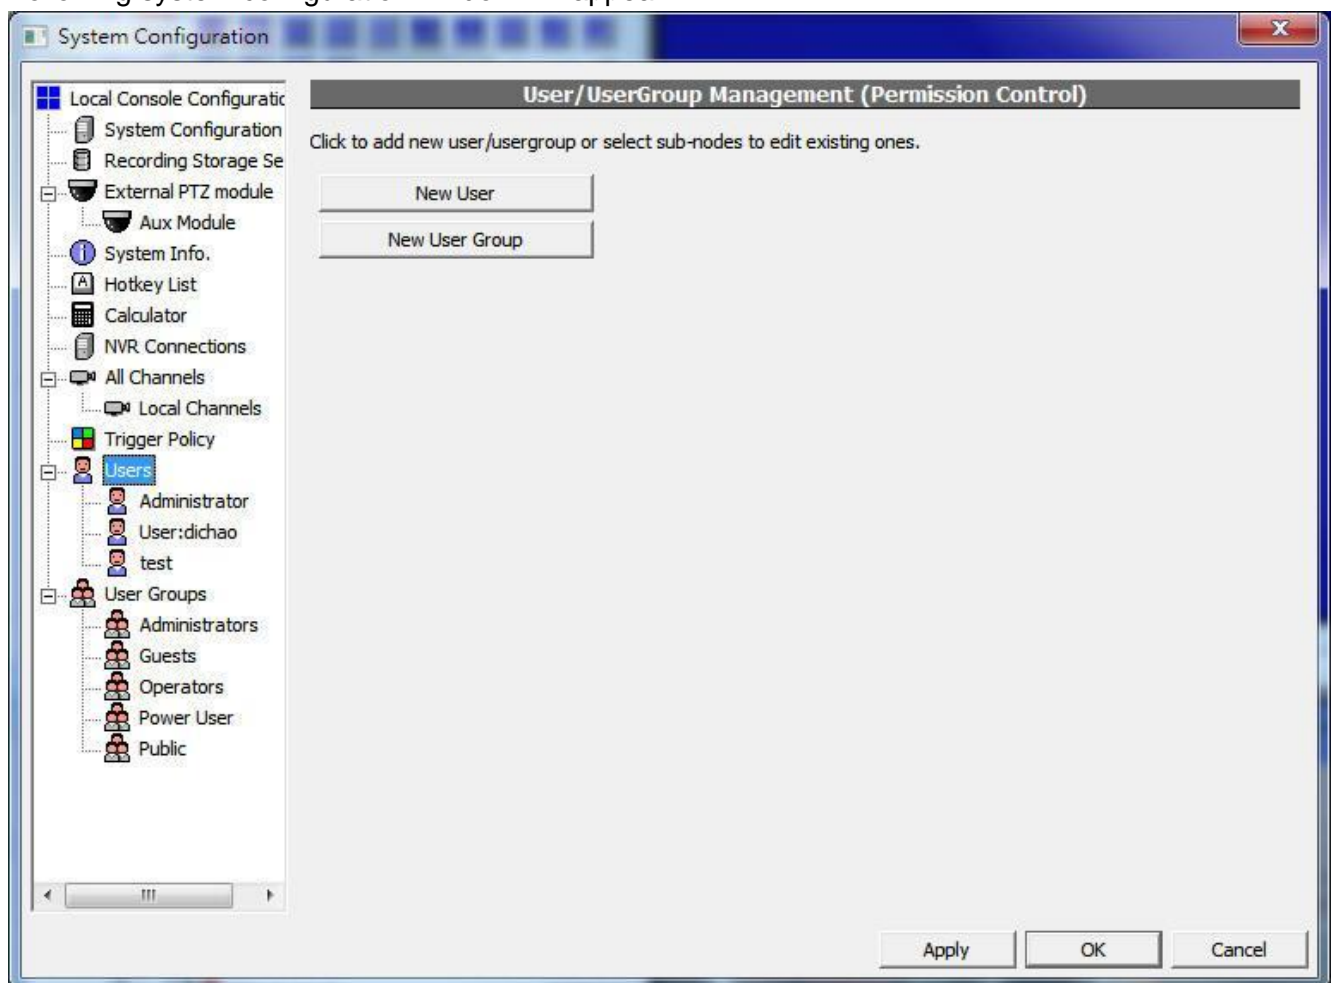 System Configuration
Local Console Configuratic
System Configuration
Recording Storage Se
External PTZ module
Aux Module
System Info.
Hotkey List
Calculator
NVR Connections
All Channels
Local Channels
Trigger Policy
Users
Administrator
User:dichao
test
User Groups
Administrators
Guests
Operators
Power User
Public
User/UserGroup Management (Permission Control)
Click to add new user/usergroup or select sub-nodes to edit existing ones.
New User
New User Group
Apply
OK
Cancel